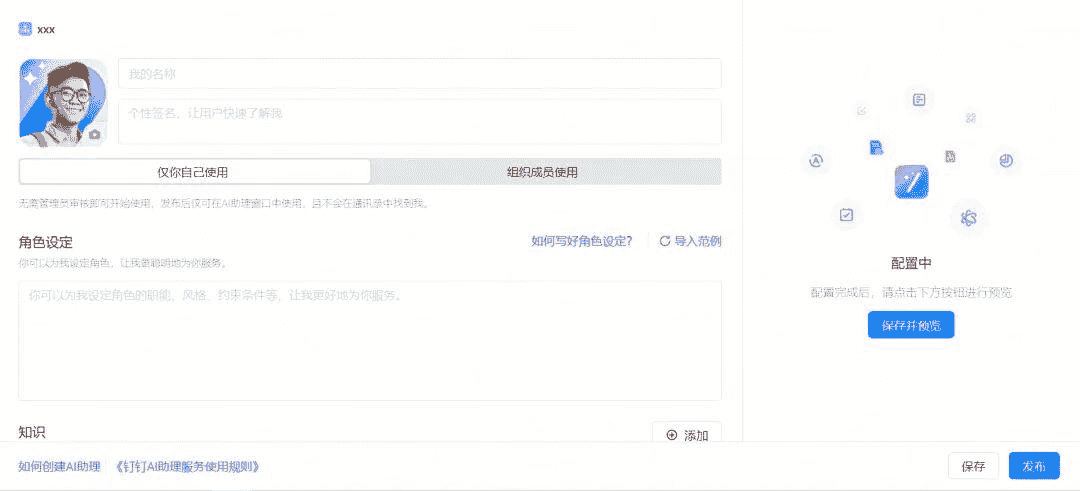 xxx
我的名称
个性签名，让用户快速了解我
仅你自己使用
组织成员使用
无需管理员审核即可开始使用，发布后仅可在AI助理窗口中使用，且不会在通讯录中找到我。
角色设定
如何写好角色设定?
导入范例
你可以为我设定角色，让我更聪明地为你服务。
你可以为我设定角色的职能、风格、约束条件等，让我更好地为你服务。
知识
添加
配置中
配置完成后，请点击下方按钮进行预览
保存并预览
如何创建AI助理
《钉钉AI助理服务使用规则》
保存
发布